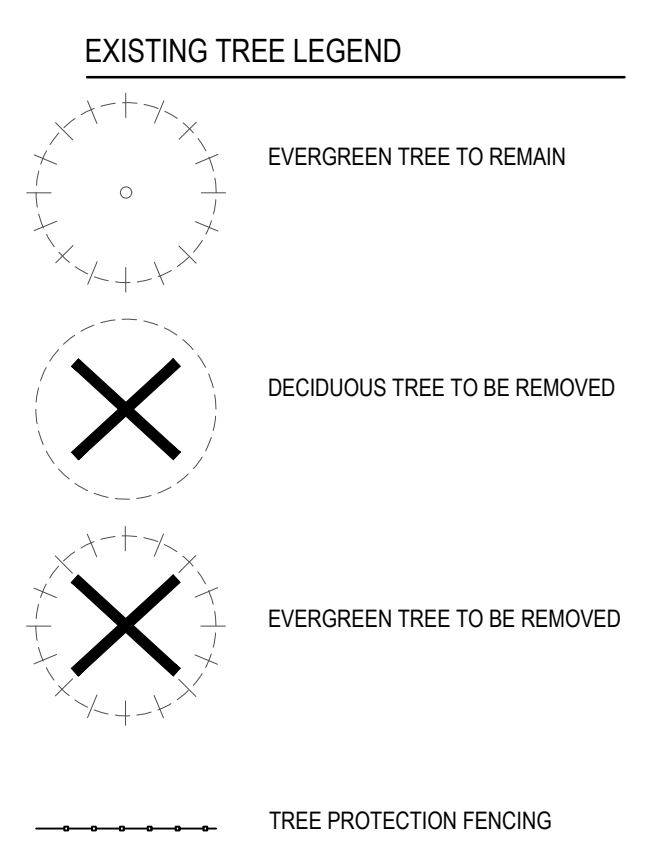 EXISTING TREE LEGEND
EVERGREEN TREE TO REMAIN
DECIDUOUS TREE TO BE REMOVED
EVERGREEN TREE TO BE REMOVED
TREE PROTECTION FENCING